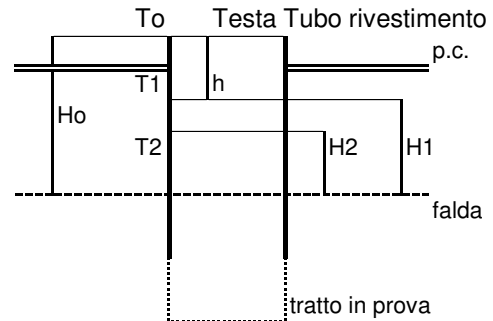 To Testa Tubo rivestimento
p.c.
T1 h
Ho
T2 H2 H1
falda
tratto in prova